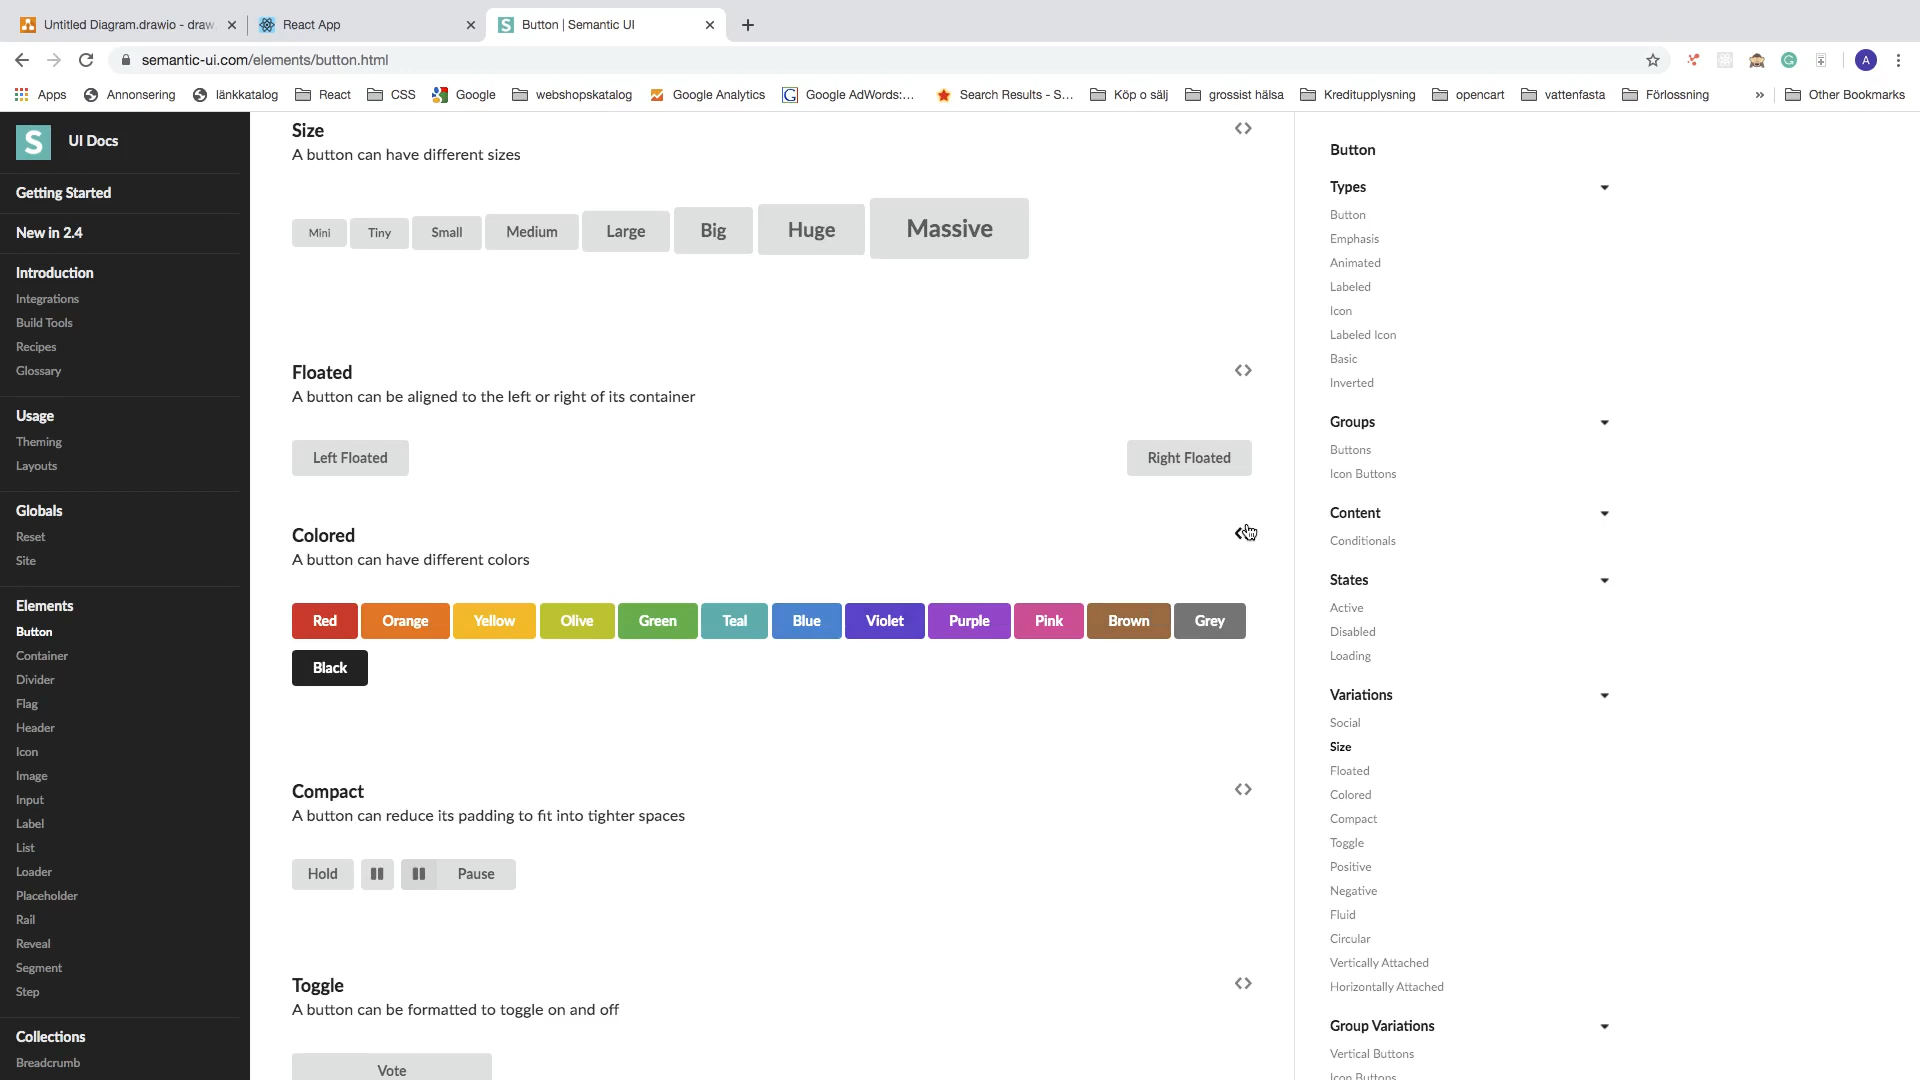 Untitled Diagram.drawio - draw
React App
Button | Semantic UI
semantic-ui.com/elements/button.html
A
Apps
Annonsering
länkkatalog
React
CSS
Google
webshopskatalog
Google Analytics
Google AdWords:...
Search Results - S...
Köp o sälj
grossist hälsa
Kreditupplysning
opencart
vattenfasta
Förlossning
»
Other Bookmarks
S
UI Docs
Getting Started
New in 2.4
Introduction
Integrations
Build Tools
Recipes
Glossary
Usage
Theming
Layouts
Globals
Reset
Site
Elements
Button
Container
Divider
Flag
Header
Icon
Image
Input
Label
List
Loader
Placeholder
Rail
Reveal
Segment
Step
Collections
Breadcrumb
Size
A button can have different sizes
Mini
Tiny
Small
Medium
Large
Big
Huge
Massive
Floated
A button can be aligned to the left or right of its container
Left Floated
Right Floated
Colored
A button can have different colors
Red
Orange
Yellow
Olive
Green
Teal
Blue
Violet
Purple
Pink
Brown
Grey
Black
Compact
A button can reduce its padding to fit into tighter spaces
Hold
Pause
Toggle
A button can be formatted to toggle on and off
Vote
Button
Types
Button
Emphasis
Animated
Labeled
Icon
Labeled Icon
Basic
Inverted
Groups
Buttons
Icon Buttons
Content
Conditionals
States
Active
Disabled
Loading
Variations
Social
Size
Floated
Colored
Compact
Toggle
Positive
Negative
Fluid
Circular
Vertically Attached
Horizontally Attached
Group Variations
Vertical Buttons
Icon Buttons